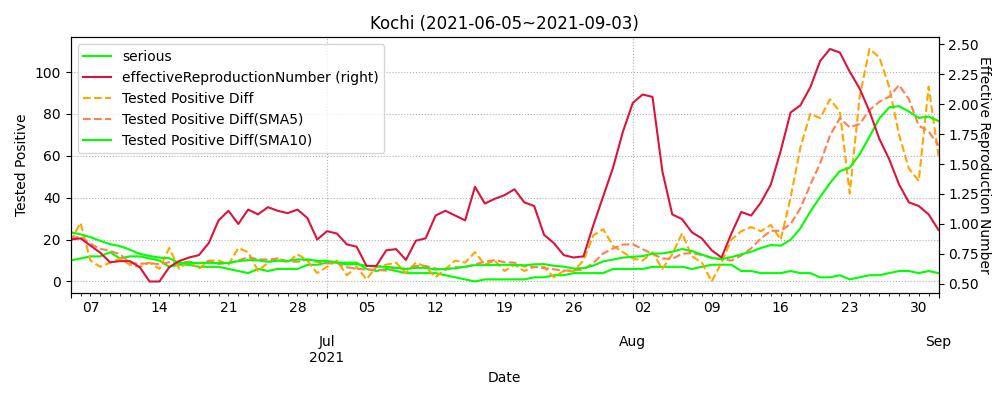 Kochi (2021-06-05~2021-09-03)
serious
effectiveReproductionNumber (right)
Tested Positive Diff
Tested Positive Diff(SMA5)
Tested Positive Diff(SMA10)
Tested Positive
100
80
60
40
20
0
2.50
2.25
2.00
1.75
1.50
1.25
1.00
0.75
0.50
Effective Reproduction Number
07 14 21 28 05 12 19 26 02 09 16 23 30
Jul Aug Sep
2021
Date